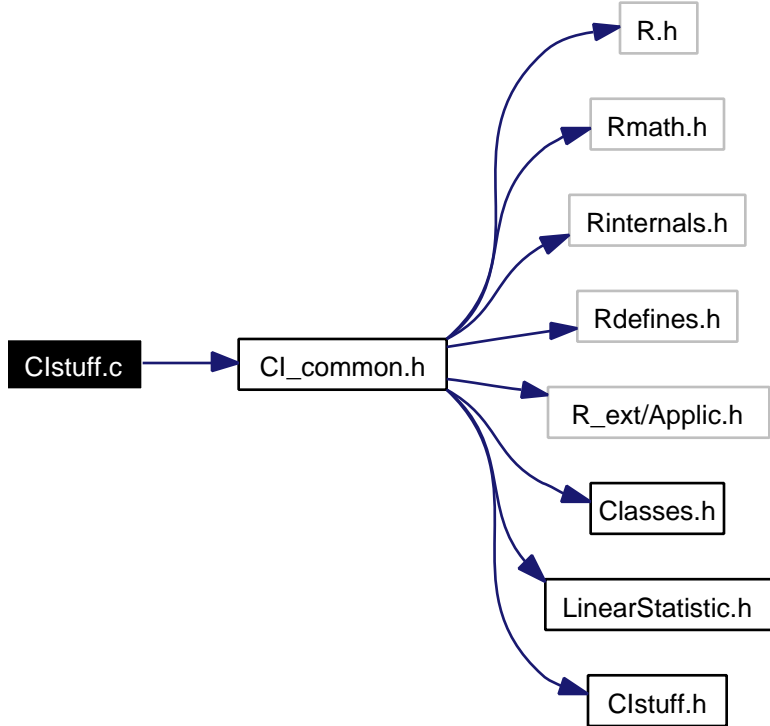 R.h
Rmath.h
Rinternals.h
Rdefines.h
CIstuff.c
CI_common.h
R_ext/Applic.h
Classes.h
LinearStatistic.h
CIstuff.h